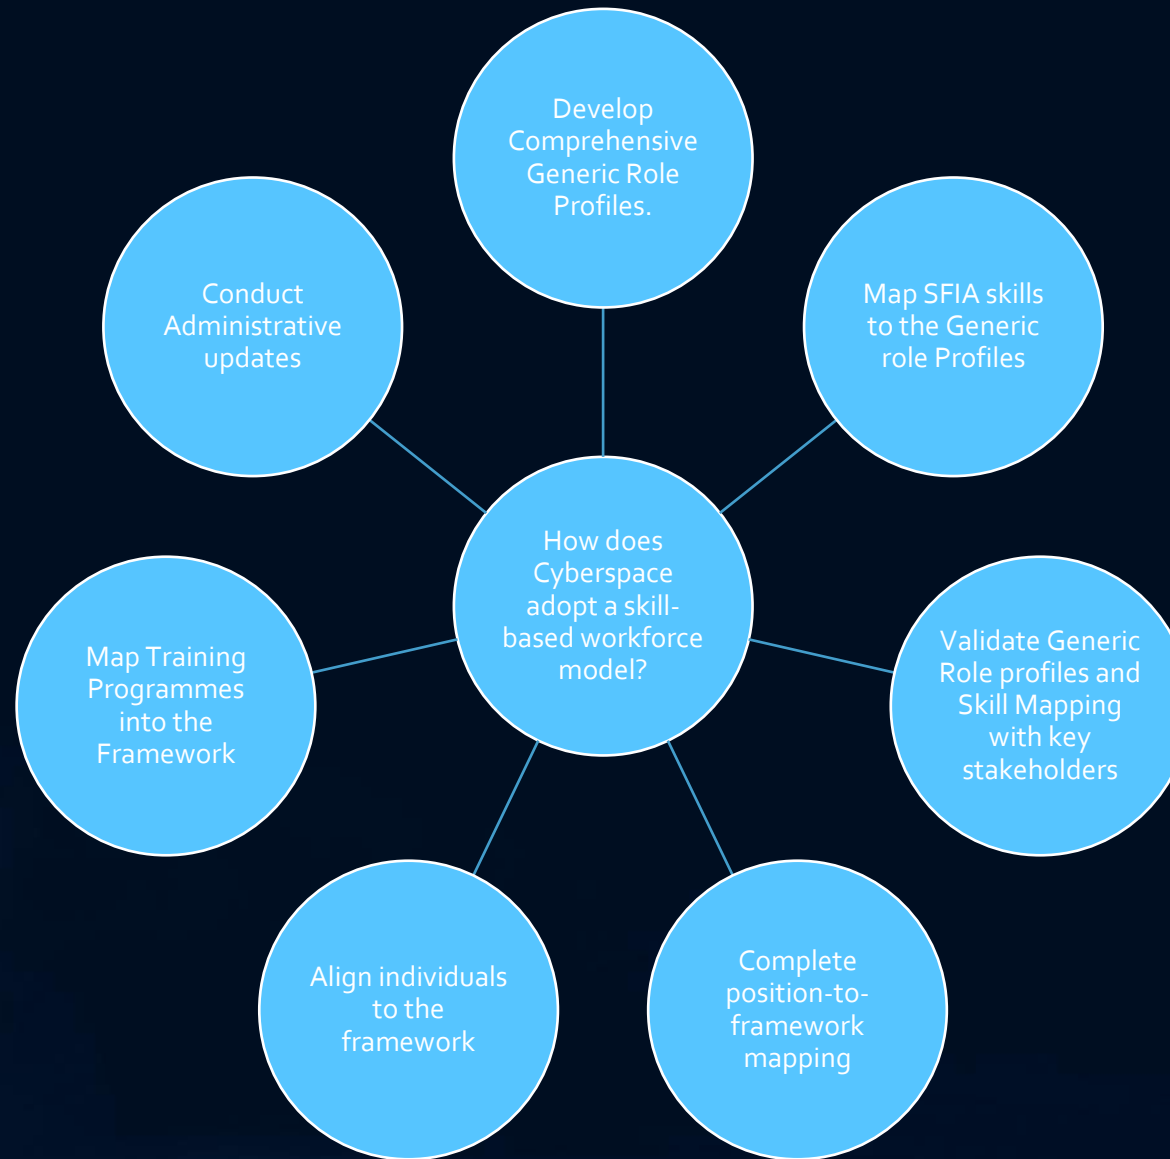 Develop
Comprehensive
Generic Role
Profiles.
Map SFIA skills
to the Generic
role Profiles
Validate Generic
Role profiles and
Skill Mapping
with key
stakeholders
Complete
position-to-
framework
mapping
Align individuals
to the
framework
Map Training
Programmes
into the
Framework
Conduct
Administrative
updates
How does
Cyberspace
adopt a skill-
based workforce
model?